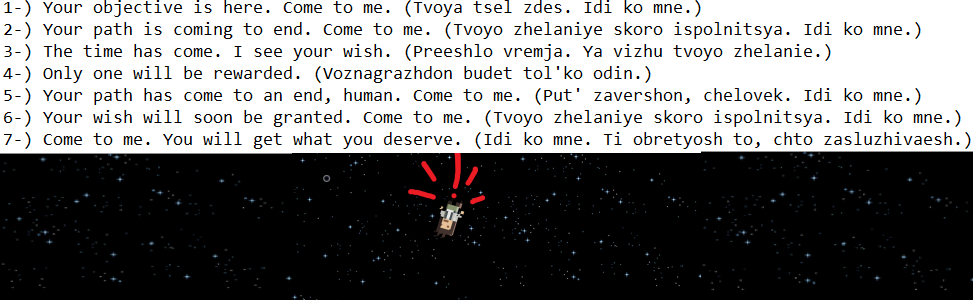 1-) Your objective is here. Come to me. (Tvoya tsel zdes. Idi ko mne.)
2-) Your path is coming to end. Come to me. (Tvoyo zhelaniye skoro ispolnitsya. Idi ko mne.)
3-) The time has come. I see your wish. (Preeshlo vremja. Ya vizhu tvoyo zhelanie.)
4-) Only one will be rewarded. (Voznagrazhdon budet tol'ko odin.)
5-) Your path has come to an end, human. Come to me. (Put' zavershon, chelovek. Idi ko mne.)
6-) Your wish will soon be granted. Come to me. (Tvoyo zhelaniye skoro ispolnitsya. Idi ko mne.)
7-) Come to me. You will get what you deserve. (Idi ko mne. Ti obretyosh to, chto zasluzhivaesh.)